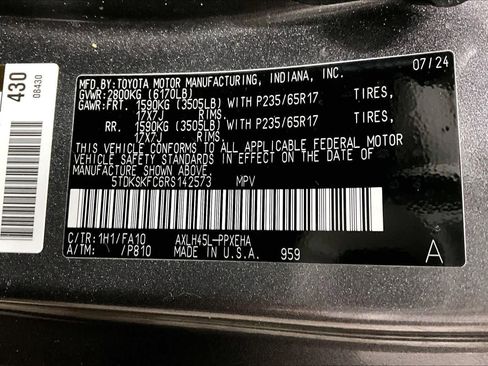 430
08430
MFD.BY:TOYOTA MOTOR MANUFACTURING, INDIANA, INC. 07/24
GVWR:2800KG(6170LB)
GAWR:FRT. 1590KG(3505LB)WITH P235/65R17 TIRES,
17X7J RIMS.
RR. 1590KG(3505LB)WITH P235/65R17 TIRES,
17X7J RIMS.
THIS VEHICLE CONFORMS TO ALL APPLICABLE FEDERAL MOTOR
VEHICLE SAFETY STANDARDS IN EFFECT ON THE DATE OF
MANUFACTURE SHOWN ABOVE.
5TDKSKFC6RS142573 MPV
C/TR:1H1/FA10 AXLH45L-PPXEHA
A/TM: /P810 MADE IN U.S.A. 959 A